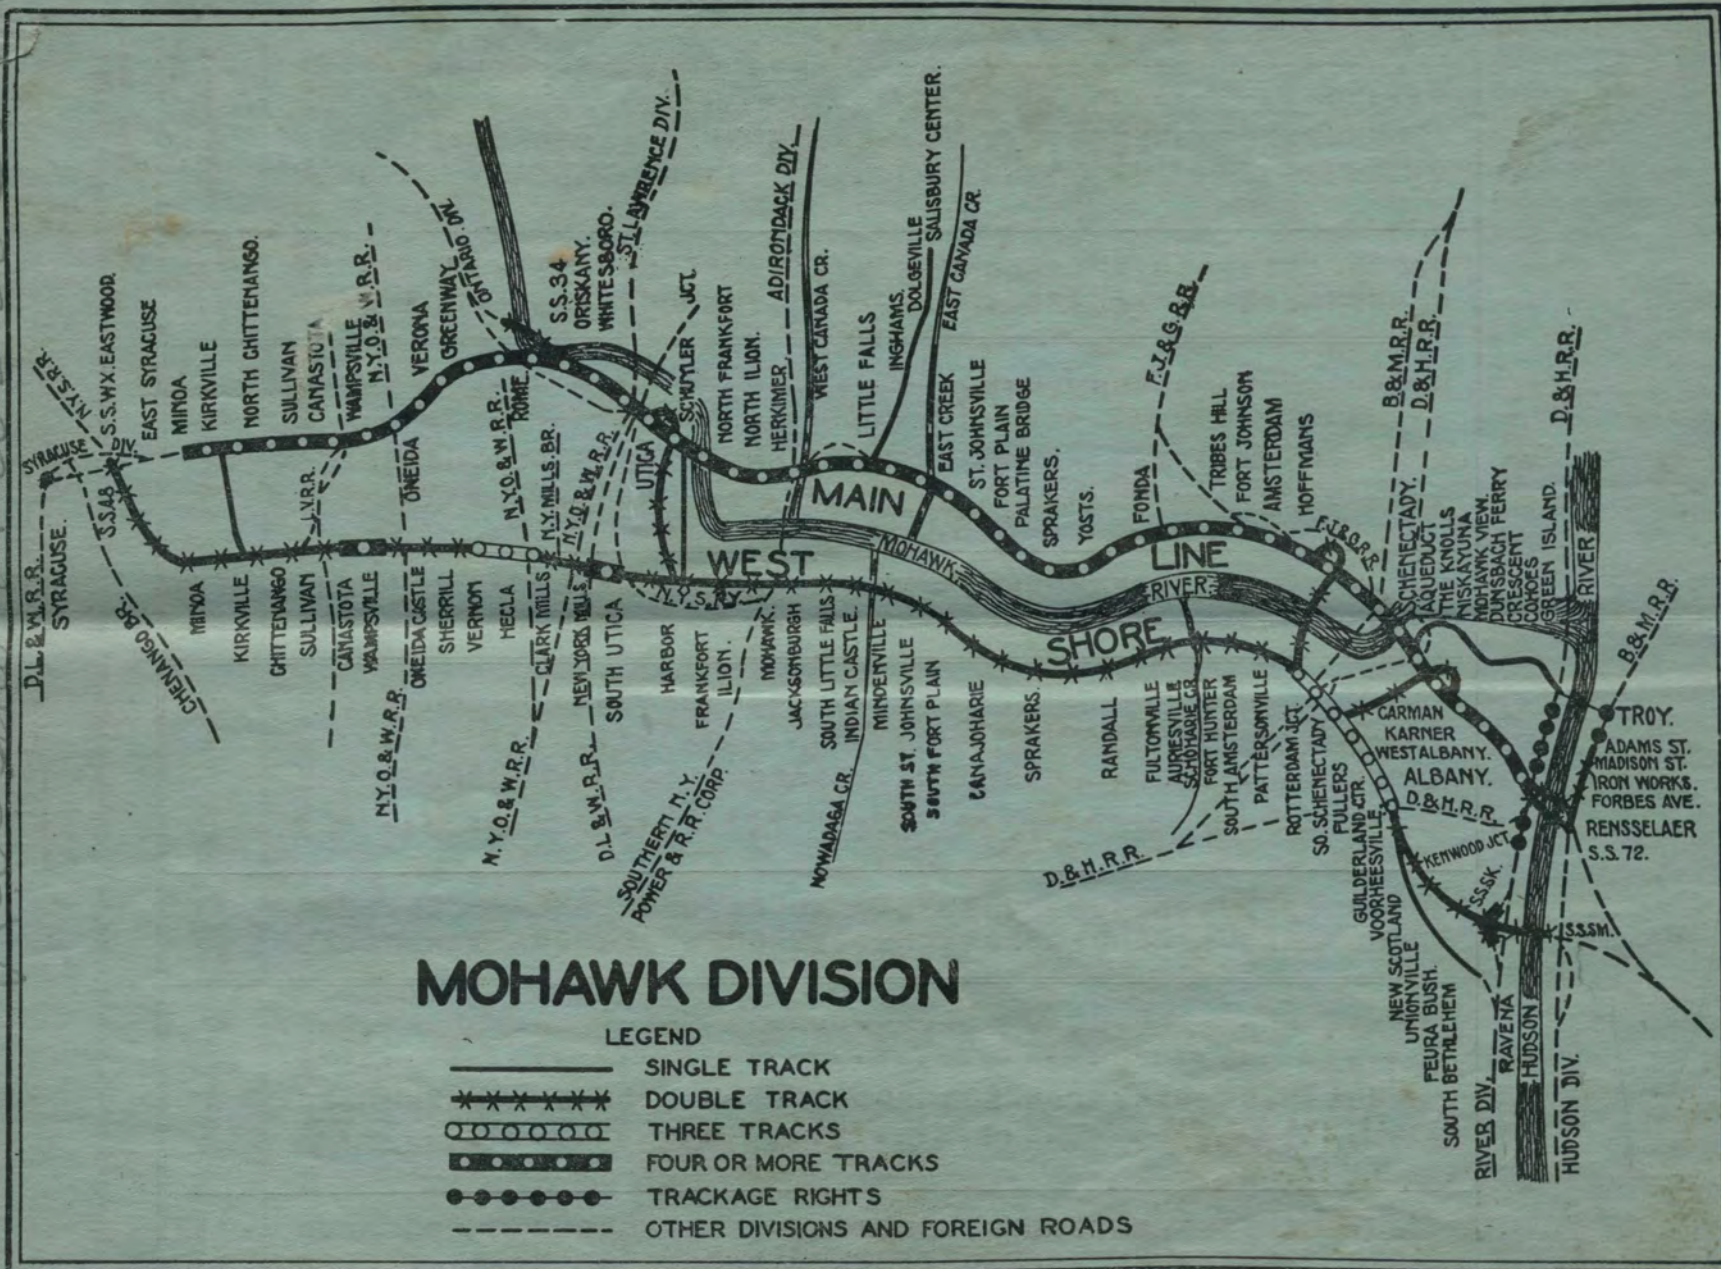 SYRACUSE
DIV.
N.Y.S.RY.
S.S.WX.EASTWOOD.
EAST SYRACUSE
MINOA
KIRKVILLE
NORTH CHITTENANGO.
SULLIVAN
CANASTOTA
WAMPSVILLE
N.Y.O.& W.R.R.
VERONA
GREENWAY
ONTARIO DIV.
ROME
S.S.34
ORISKANY.
WHITESBORO.
ST. LAWRENCE DIV.
UTICA
SCHUYLER JCT.
NORTH FRANKFORT
NORTH ILION.
HERKIMER
ADIRONDACK DIV.
WEST CANADA CR.
LITTLE FALLS
INGHAMS.
DOLGEVILLE
SALISBURY CENTER.
EAST CANADA CR.
EAST CREEK
ST. JOHNSVILLE
FORT PLAIN
PALATINE BRIDGE
SPRAKERS.
YOSTS.
FONDA
F.J.& G.R.R.
TRIBES HILL
FORT JOHNSON
AMSTERDAM
HOFFMANS
F.J.& G.R.R.
B.& M.R.R.
D.& H.R.R.
SCHENECTADY.
AQUEDUCT
THE KNOLLS
NISKAYUNA
MOHAWK VIEW.
DUNSBACH FERRY
CRESCENT
COHOES
GREEN ISLAND.
D.& H.R.R.
RIVER
B.& M.R.R.
D.L.& W.R.R.
SYRACUSE.
S.S.48
CHENANGO BR.
MINOA
KIRKVILLE
CHITTENANGO
SULLIVAN
L.V.R.R.
CANASTOTA
WAMPSVILLE
ONEIDA
N.Y.O.& W.R.R.
ONEIDA CASTLE
SHERRILL
VERNON
HECLA
N.Y.O.& W.R.R.
CLARK MILLS
N.Y. MILLS. BR.
N.Y.O.& W.R.R.
N.Y.O.& W.R.R.
NEW YORK MILLS
D.L.& W.R.R.
SOUTH UTICA
HARBOR
FRANKFORT
ILION.
N.Y.S.RY.
MOHAWK
SOUTHERN N.Y.
POWER & R.R.CORP.
JACKSONBURGH
SOUTH LITTLE FALLS
INDIAN CASTLE.
NOWADAGA CR.
MINDENVILLE
SOUTH ST. JOHNSVILLE
SOUTH FORT PLAIN
CANAJOHARIE
SPRAKERS.
RANDALL
FULTONVILLE
AURIESVILLE
SCHOHARIE CR.
FORT HUNTER
SOUTH AMSTERDAM
PATTERSONVILLE
D.& H.R.R.
ROTTERDAM JCT.
SO. SCHENECTADY
FULLERS
GUILDERLAND CTR.
VOORHEESVILLE
NEW SCOTLAND
UNIONVILLE
FEURA BUSH.
SOUTH BETHLEHEM
RIVER DIV.
RAVENA
HUDSON
HUDSON DIV.
MAIN
LINE
WEST
SHORE
MOHAWK
RIVER
CARMAN
KARNER
WEST ALBANY.
ALBANY.
D.& H.R.R.
KENWOOD JCT.
S.S.SK.
S.S.SM.
TROY.
ADAMS ST.
MADISON ST.
IRON WORKS.
FORBES AVE.
RENSSELAER
S.S.72.
MOHAWK DIVISION
LEGEND
SINGLE TRACK
DOUBLE TRACK
THREE TRACKS
FOUR OR MORE TRACKS
TRACKAGE RIGHTS
OTHER DIVISIONS AND FOREIGN ROADS